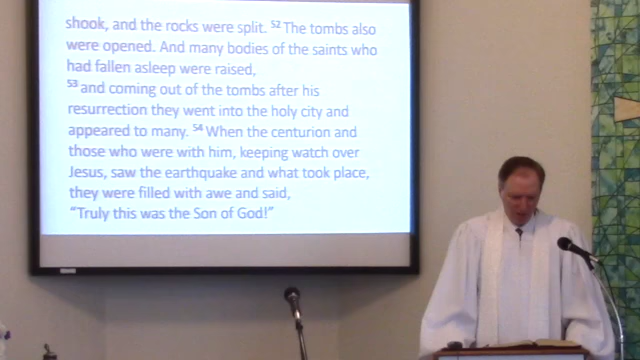 shook, and the rocks were split. 52 The tombs also
were opened. And many bodies of the saints who
had fallen asleep were raised,
53 and coming out of the tombs after his
resurrection they went into the holy city and
appeared to many. 54 When the centurion and
those who were with him, keeping watch over
Jesus, saw the earthquake and what took place,
they were filled with awe and said,
“Truly this was the Son of God!”